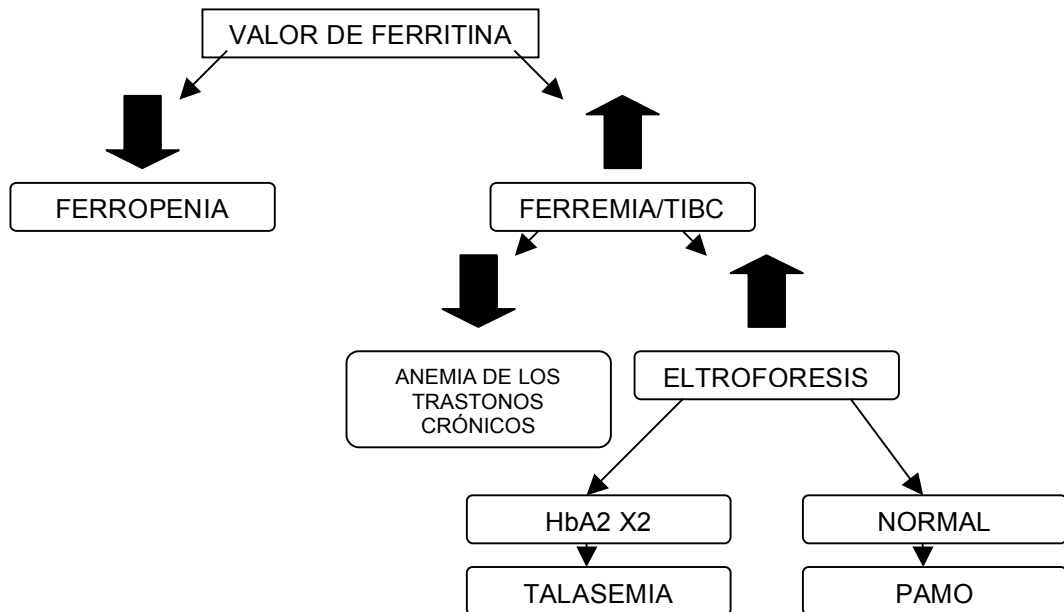 VALOR DE FERRITINA
FERROPENIA
FERREMIA/TIBC
ANEMIA DE LOS
TRASTONOS
CRÓNICOS
ELTROFORESIS
HbA2 X2
NORMAL
TALASEMIA
PAMO